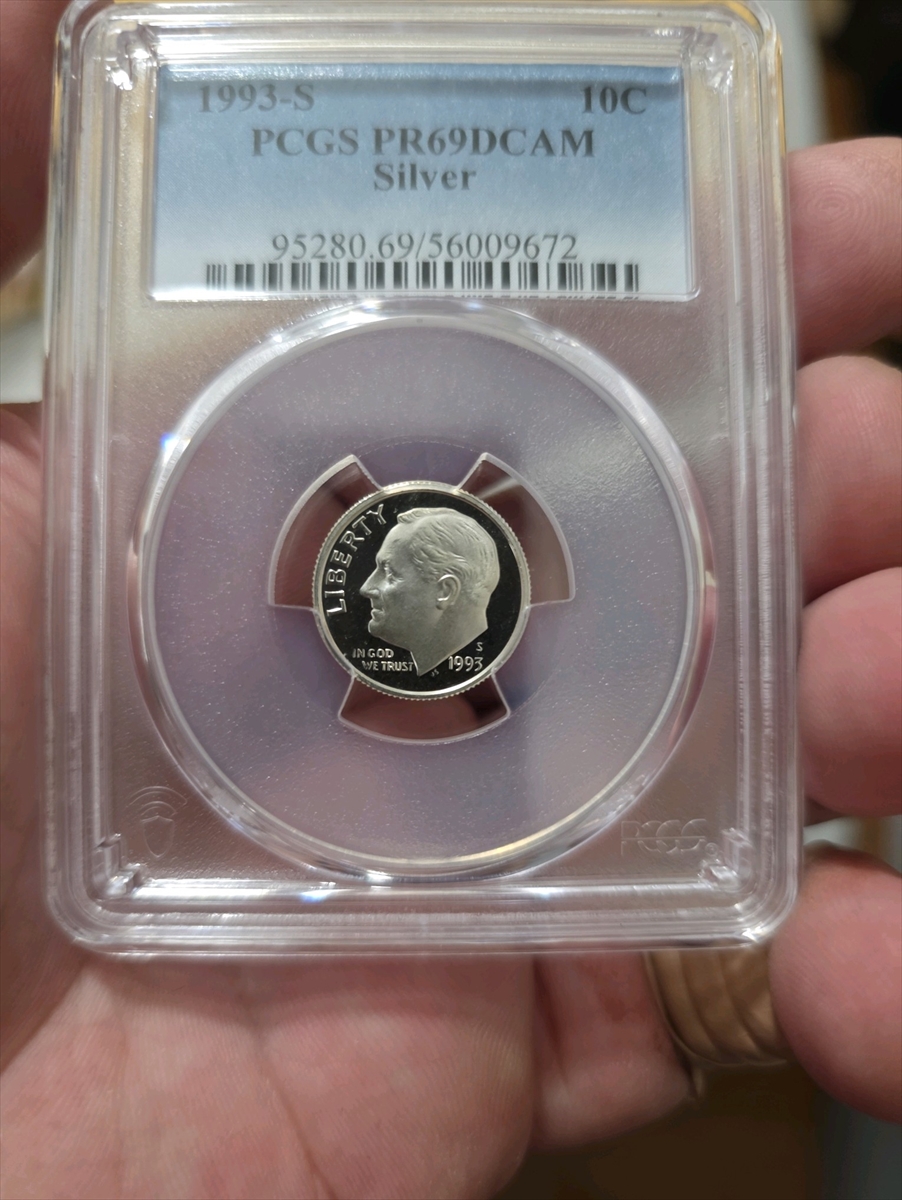 1993-S 10C
PCGS PR69DCAM
Silver
95280.69/56009672
LIBERTY
IN GOD
WE TRUST
S
1993
PCGS